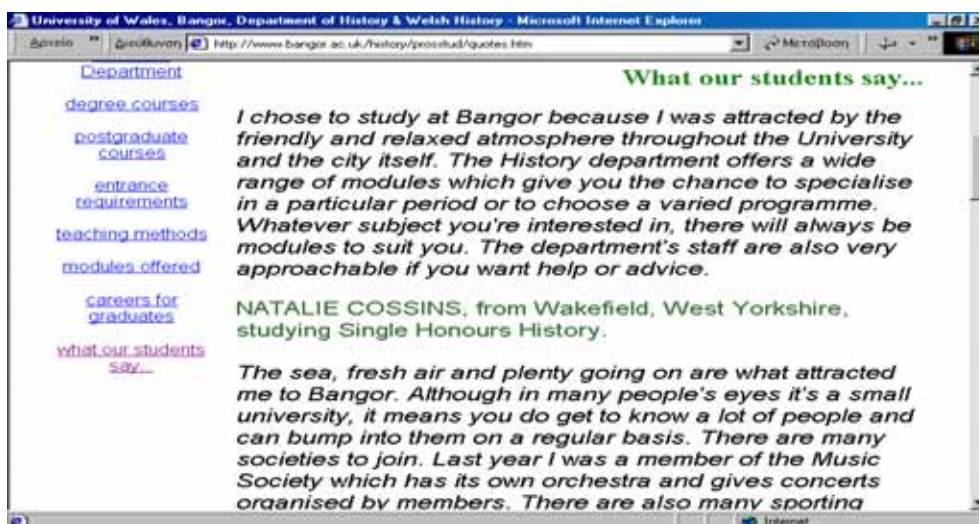 University of Wales, Bangor, Department of History & Welsh History - Microsoft Internet Explorer
Αρχείο » Διεύθυνση http://www.bangor.ac.uk/history/prosstud/quotes.htm Μετάβαση »
Department
degree courses
postgraduate
courses
entrance
requirements
teaching methods
modules offered
careers for
graduates
what our students
say...
What our students say...
I chose to study at Bangor because I was attracted by the
friendly and relaxed atmosphere throughout the University
and the city itself. The History department offers a wide
range of modules which give you the chance to specialise
in a particular period or to choose a varied programme.
Whatever subject you're interested in, there will always be
modules to suit you. The department's staff are also very
approachable if you want help or advice.
NATALIE COSSINS, from Wakefield, West Yorkshire,
studying Single Honours History.
The sea, fresh air and plenty going on are what attracted
me to Bangor. Although in many people's eyes it's a small
university, it means you do get to know a lot of people and
can bump into them on a regular basis. There are many
societies to join. Last year I was a member of the Music
Society which has its own orchestra and gives concerts
organised by members. There are also many sporting
Internet